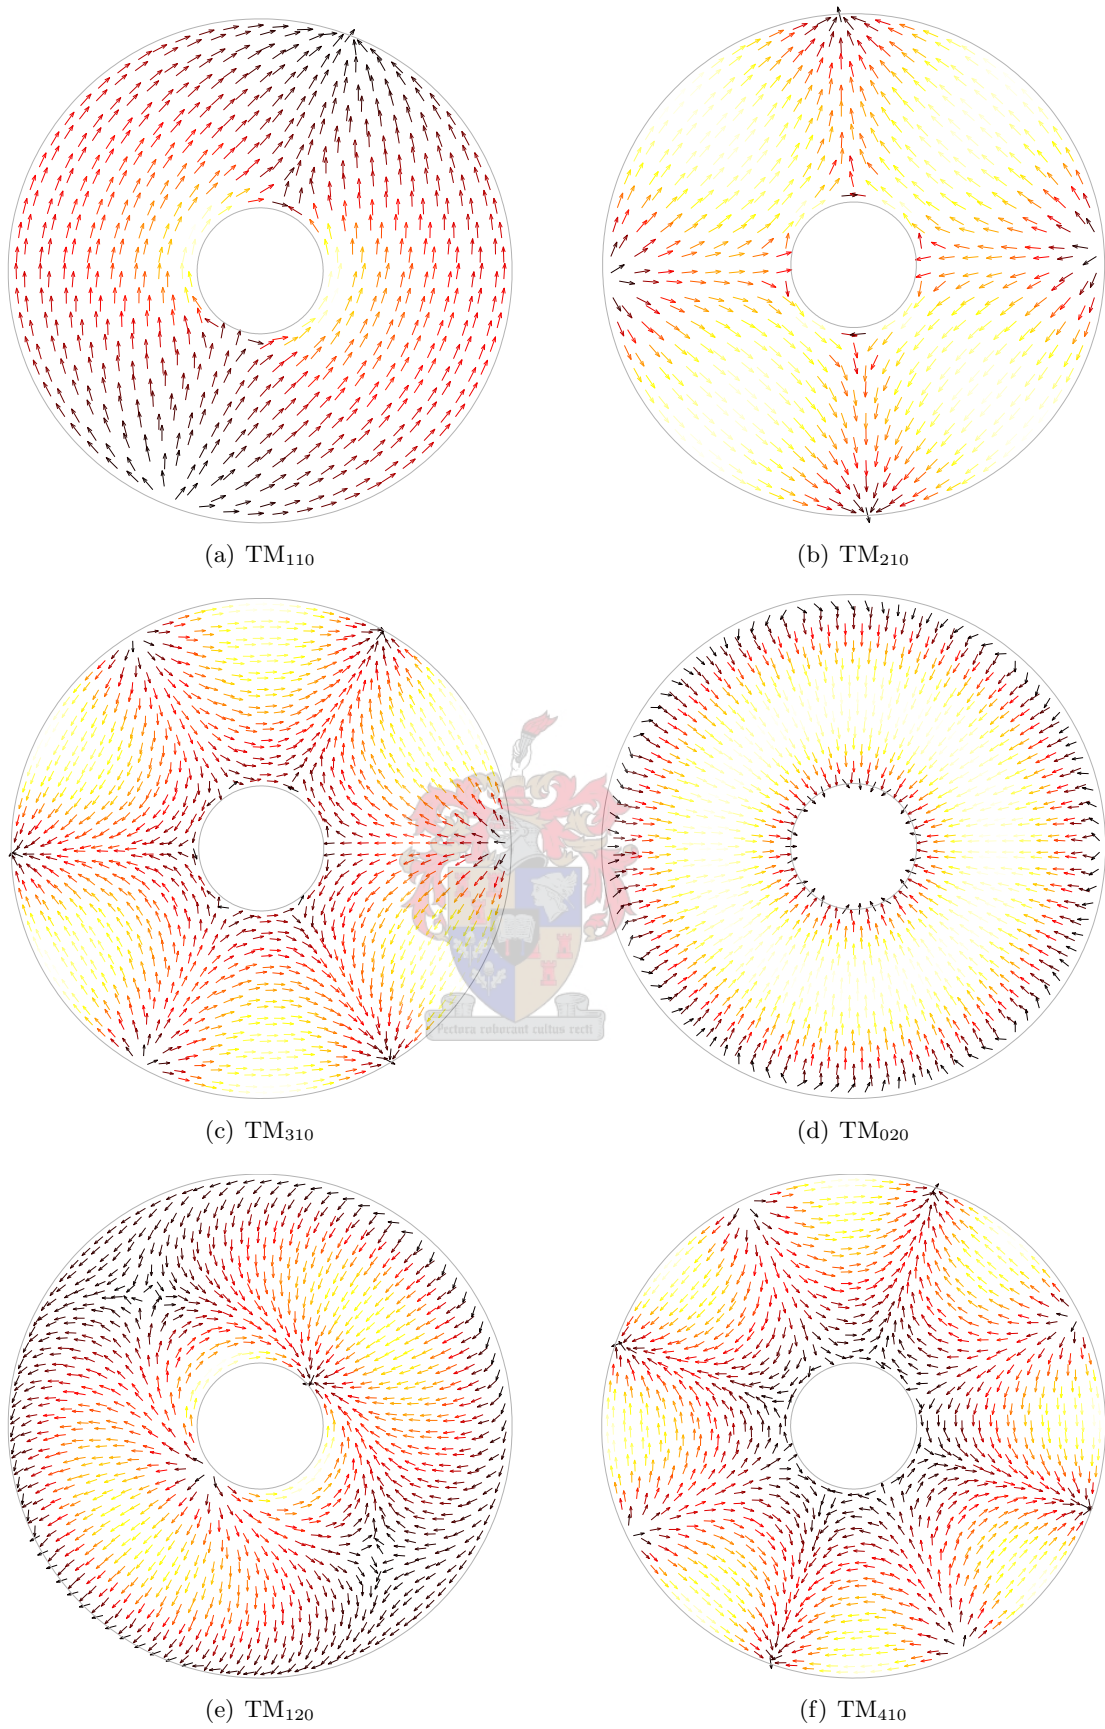 (a) TM₁₁₀
(b) TM₂₁₀
(c) TM₃₁₀
(d) TM₀₂₀
Pectora roborant cultus recti
(e) TM₁₂₀
(f) TM₄₁₀